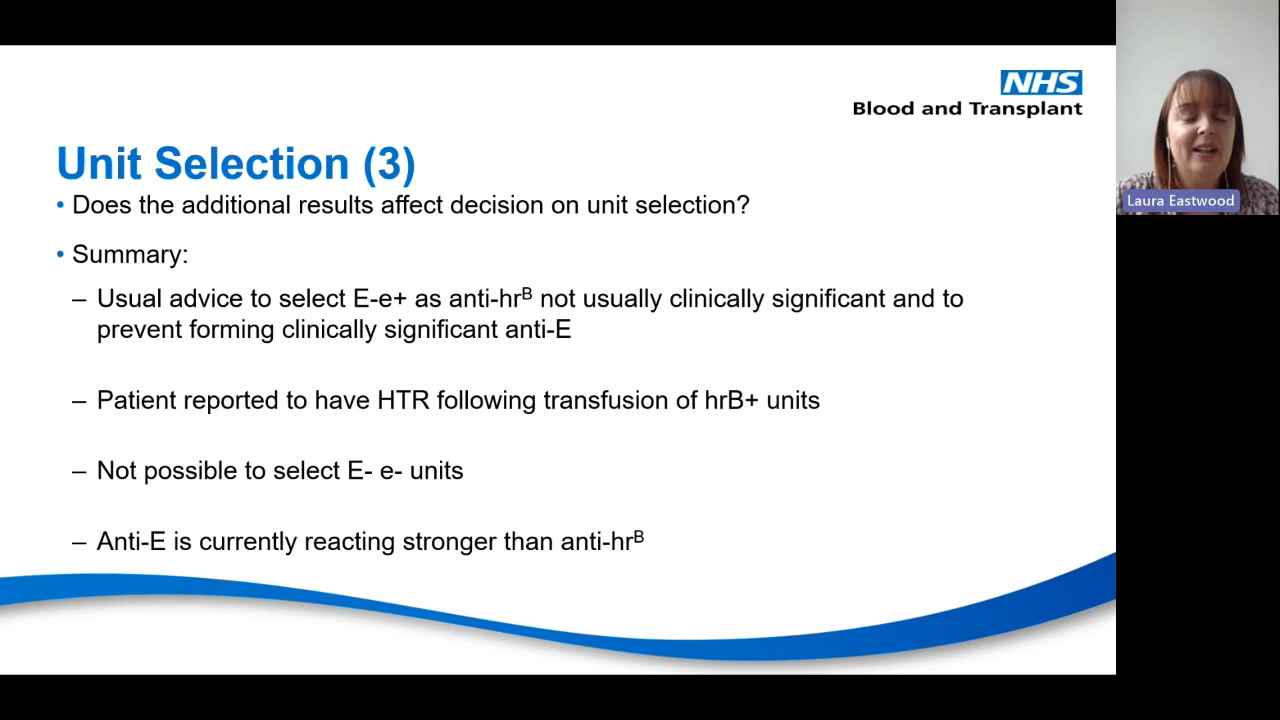 NHS
Blood and Transplant
Unit Selection (3)
• Does the additional results affect decision on unit selection?
• Summary:
– Usual advice to select E-e+ as anti-hrᴮ not usually clinically significant and to
prevent forming clinically significant anti-E
– Patient reported to have HTR following transfusion of hrB+ units
– Not possible to select E- e- units
– Anti-E is currently reacting stronger than anti-hrᴮ
Laura Eastwood